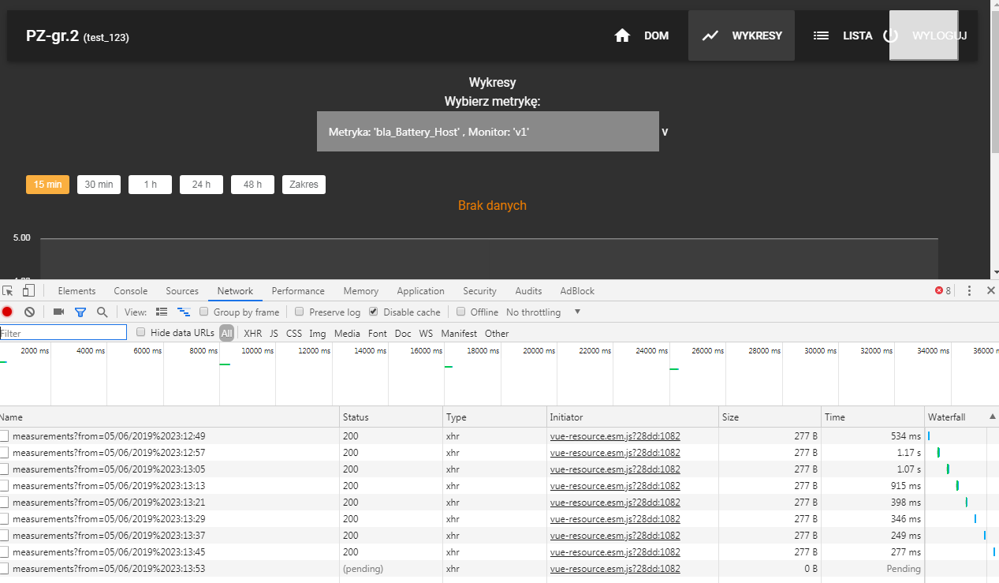 PZ-gr.2 (test_123) DOM WYKRESY LISTA WYLOGUJ
Wykresy
Wybierz metrykę:
Metryka: 'bla_Battery_Host' , Monitor: 'v1' v
15 min 30 min 1 h 24 h 48 h Zakres
Brak danych
5.00
Elements Console Sources Network Performance Memory Application Security Audits AdBlock 8
View: Group by frame Preserve log Disable cache Offline No throttling
Filter Hide data URLs All XHR JS CSS Img Media Font Doc WS Manifest Other
2000 ms 4000 ms 6000 ms 8000 ms 10000 ms 12000 ms 14000 ms 16000 ms 18000 ms 20000 ms 22000 ms 24000 ms 26000 ms 28000 ms 30000 ms 32000 ms 34000 ms 36000 m
Name Status Type Initiator Size Time Waterfall
measurements?from=05/06/2019%2023:12:49 200 xhr vue-resource.esm.js?28dd:1082 277 B 534 ms
measurements?from=05/06/2019%2023:12:57 200 xhr vue-resource.esm.js?28dd:1082 277 B 1.17 s
measurements?from=05/06/2019%2023:13:05 200 xhr vue-resource.esm.js?28dd:1082 277 B 1.07 s
measurements?from=05/06/2019%2023:13:13 200 xhr vue-resource.esm.js?28dd:1082 277 B 915 ms
measurements?from=05/06/2019%2023:13:21 200 xhr vue-resource.esm.js?28dd:1082 277 B 398 ms
measurements?from=05/06/2019%2023:13:29 200 xhr vue-resource.esm.js?28dd:1082 277 B 346 ms
measurements?from=05/06/2019%2023:13:37 200 xhr vue-resource.esm.js?28dd:1082 277 B 249 ms
measurements?from=05/06/2019%2023:13:45 200 xhr vue-resource.esm.js?28dd:1082 277 B 277 ms
measurements?from=05/06/2019%2023:13:53 (pending) xhr vue-resource.esm.js?28dd:1082 0 B Pending